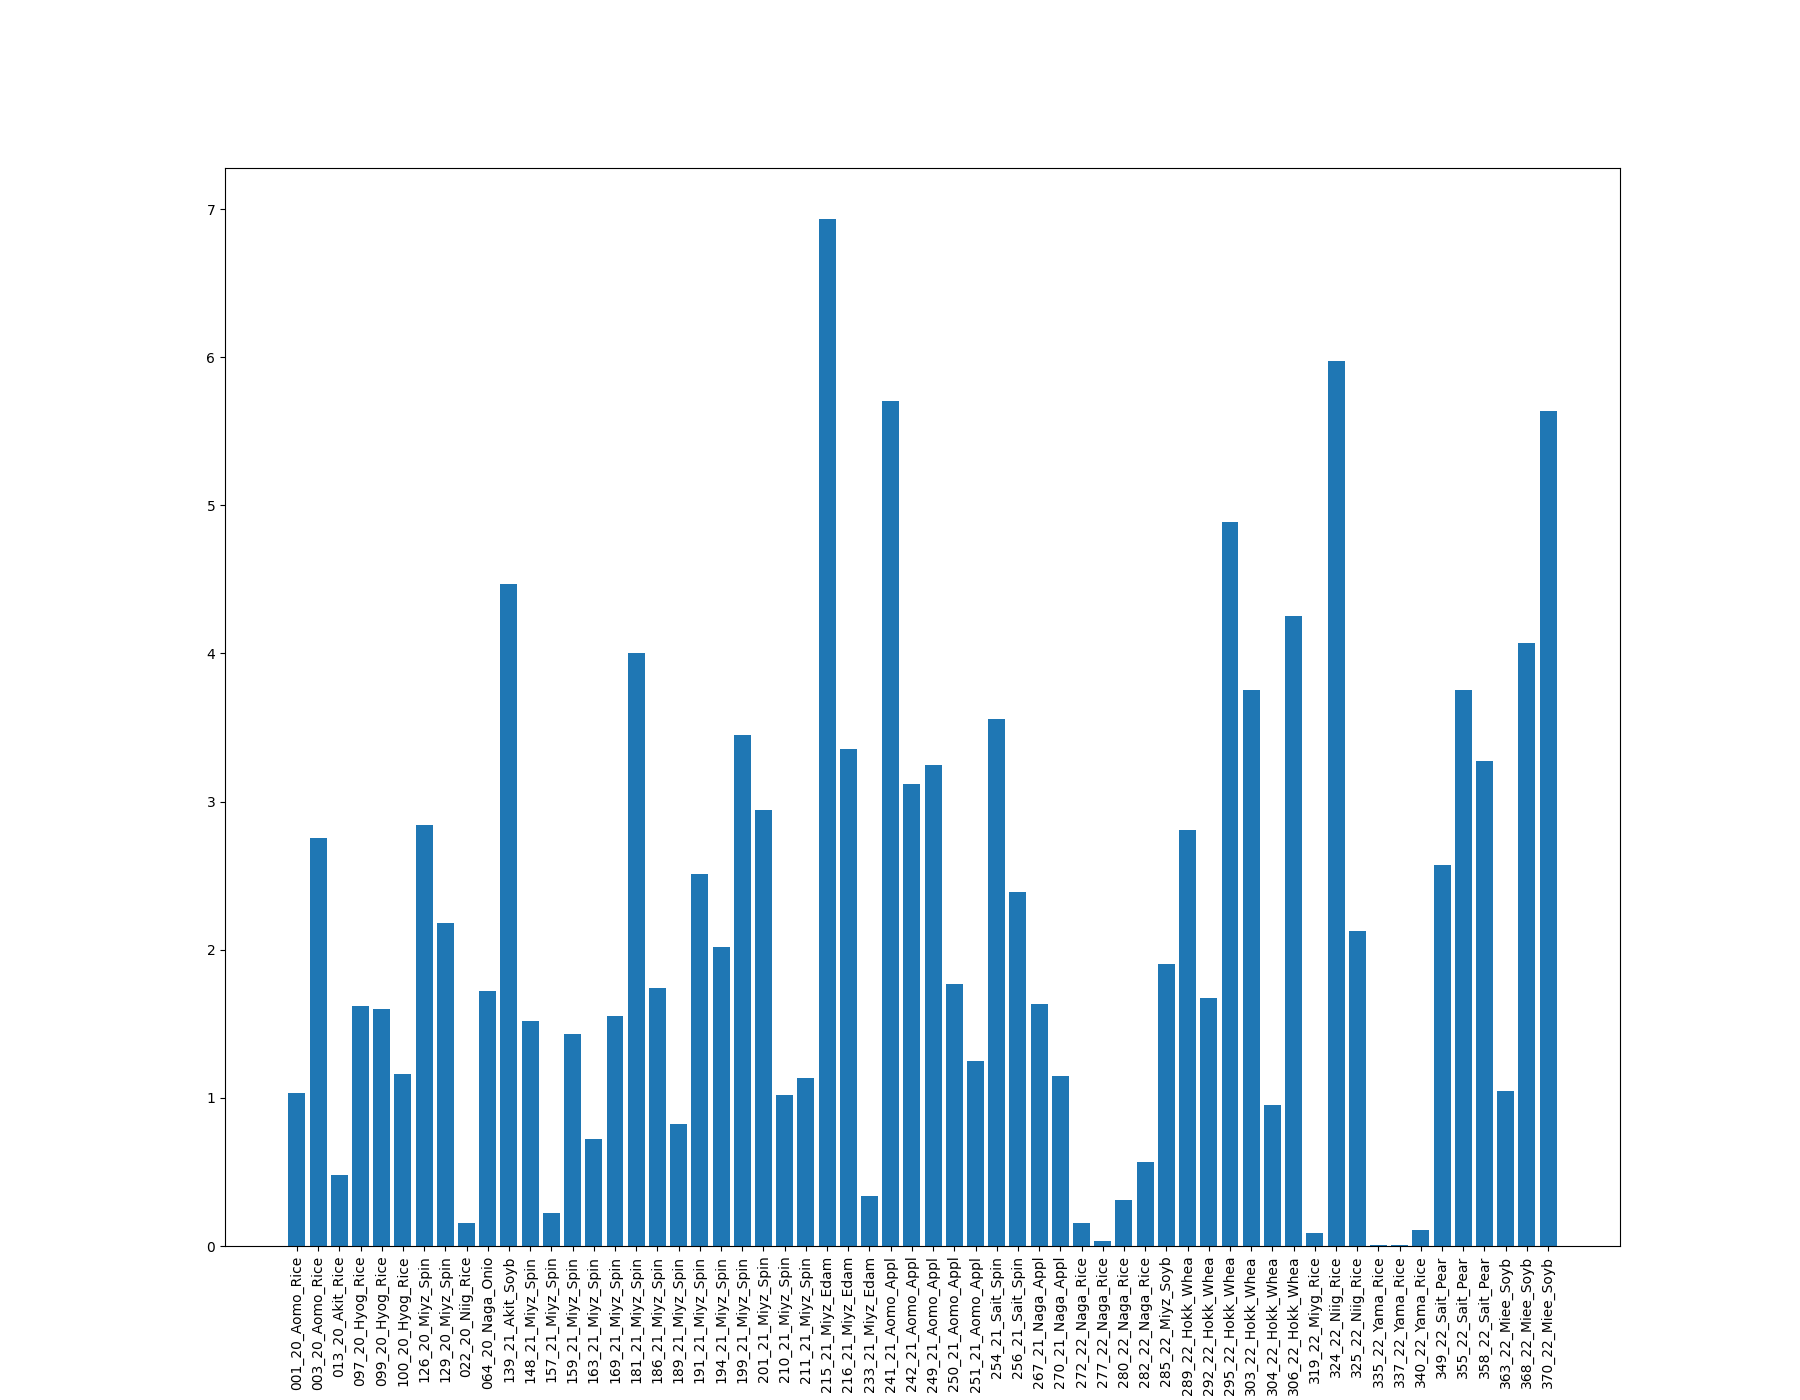 7
6
5
4
3
2
1
0
001_20_Aomo_Rice
003_20_Aomo_Rice
013_20_Akit_Rice
097_20_Hyog_Rice
099_20_Hyog_Rice
100_20_Hyog_Rice
126_20_Miyz_Spin
129_20_Miyz_Spin
022_20_Niig_Rice
064_20_Naga_Onio
139_21_Akit_Soyb
148_21_Miyz_Spin
157_21_Miyz_Spin
159_21_Miyz_Spin
163_21_Miyz_Spin
169_21_Miyz_Spin
181_21_Miyz_Spin
186_21_Miyz_Spin
189_21_Miyz_Spin
191_21_Miyz_Spin
194_21_Miyz_Spin
199_21_Miyz_Spin
201_21_Miyz_Spin
210_21_Miyz_Spin
211_21_Miyz_Spin
215_21_Miyz_Edam
216_21_Miyz_Edam
233_21_Miyz_Edam
241_21_Aomo_Appl
242_21_Aomo_Appl
249_21_Aomo_Appl
250_21_Aomo_Appl
251_21_Aomo_Appl
254_21_Sait_Spin
256_21_Sait_Spin
267_21_Naga_Appl
270_21_Naga_Appl
272_22_Naga_Rice
277_22_Naga_Rice
280_22_Naga_Rice
282_22_Naga_Rice
285_22_Miyz_Soyb
289_22_Hokk_Whea
292_22_Hokk_Whea
295_22_Hokk_Whea
303_22_Hokk_Whea
304_22_Hokk_Whea
306_22_Hokk_Whea
319_22_Miyg_Rice
324_22_Niig_Rice
325_22_Niig_Rice
335_22_Yama_Rice
337_22_Yama_Rice
340_22_Yama_Rice
349_22_Sait_Pear
355_22_Sait_Pear
358_22_Sait_Pear
363_22_Miee_Soyb
368_22_Miee_Soyb
370_22_Miee_Soyb